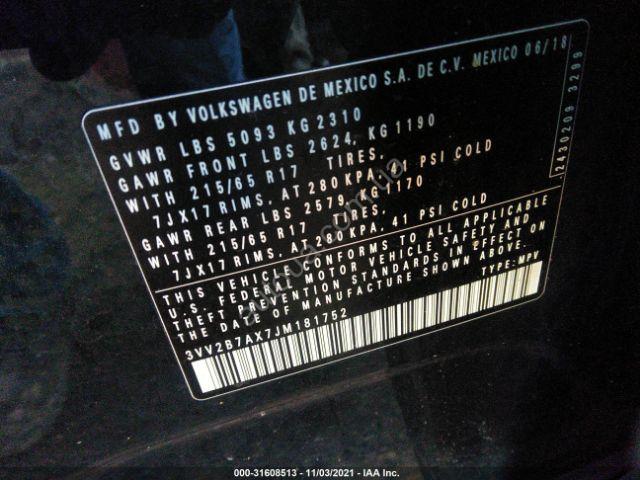 MFD BY VOLKSWAGEN DE MEXICO S.A. DE C.V. MEXICO 06/18
GVWR LBS 5093 KG 2310
GAWR FRONT LBS 2624, KG 1190
WITH 215/65 R17 TIRES,
7JX17 RIMS, AT 280 KPA, 41 PSI COLD
GAWR REAR LBS 2579, KG 1170
WITH 215/65 R17 TIRES,
7JX17 RIMS, AT 280 KPA, 41 PSI COLD
THIS VEHICLE CONFORMS TO ALL APPLICABLE
U.S. FEDERAL MOTOR VEHICLE SAFETY AND
THEFT PREVENTION STANDARDS IN EFFECT ON
THE DATE OF MANUFACTURE SHOWN ABOVE.
TYPE: MPV
3VV2B7AX7JM181752
2430209 3299
000-31608513 - 11/03/2021 - IAA Inc.